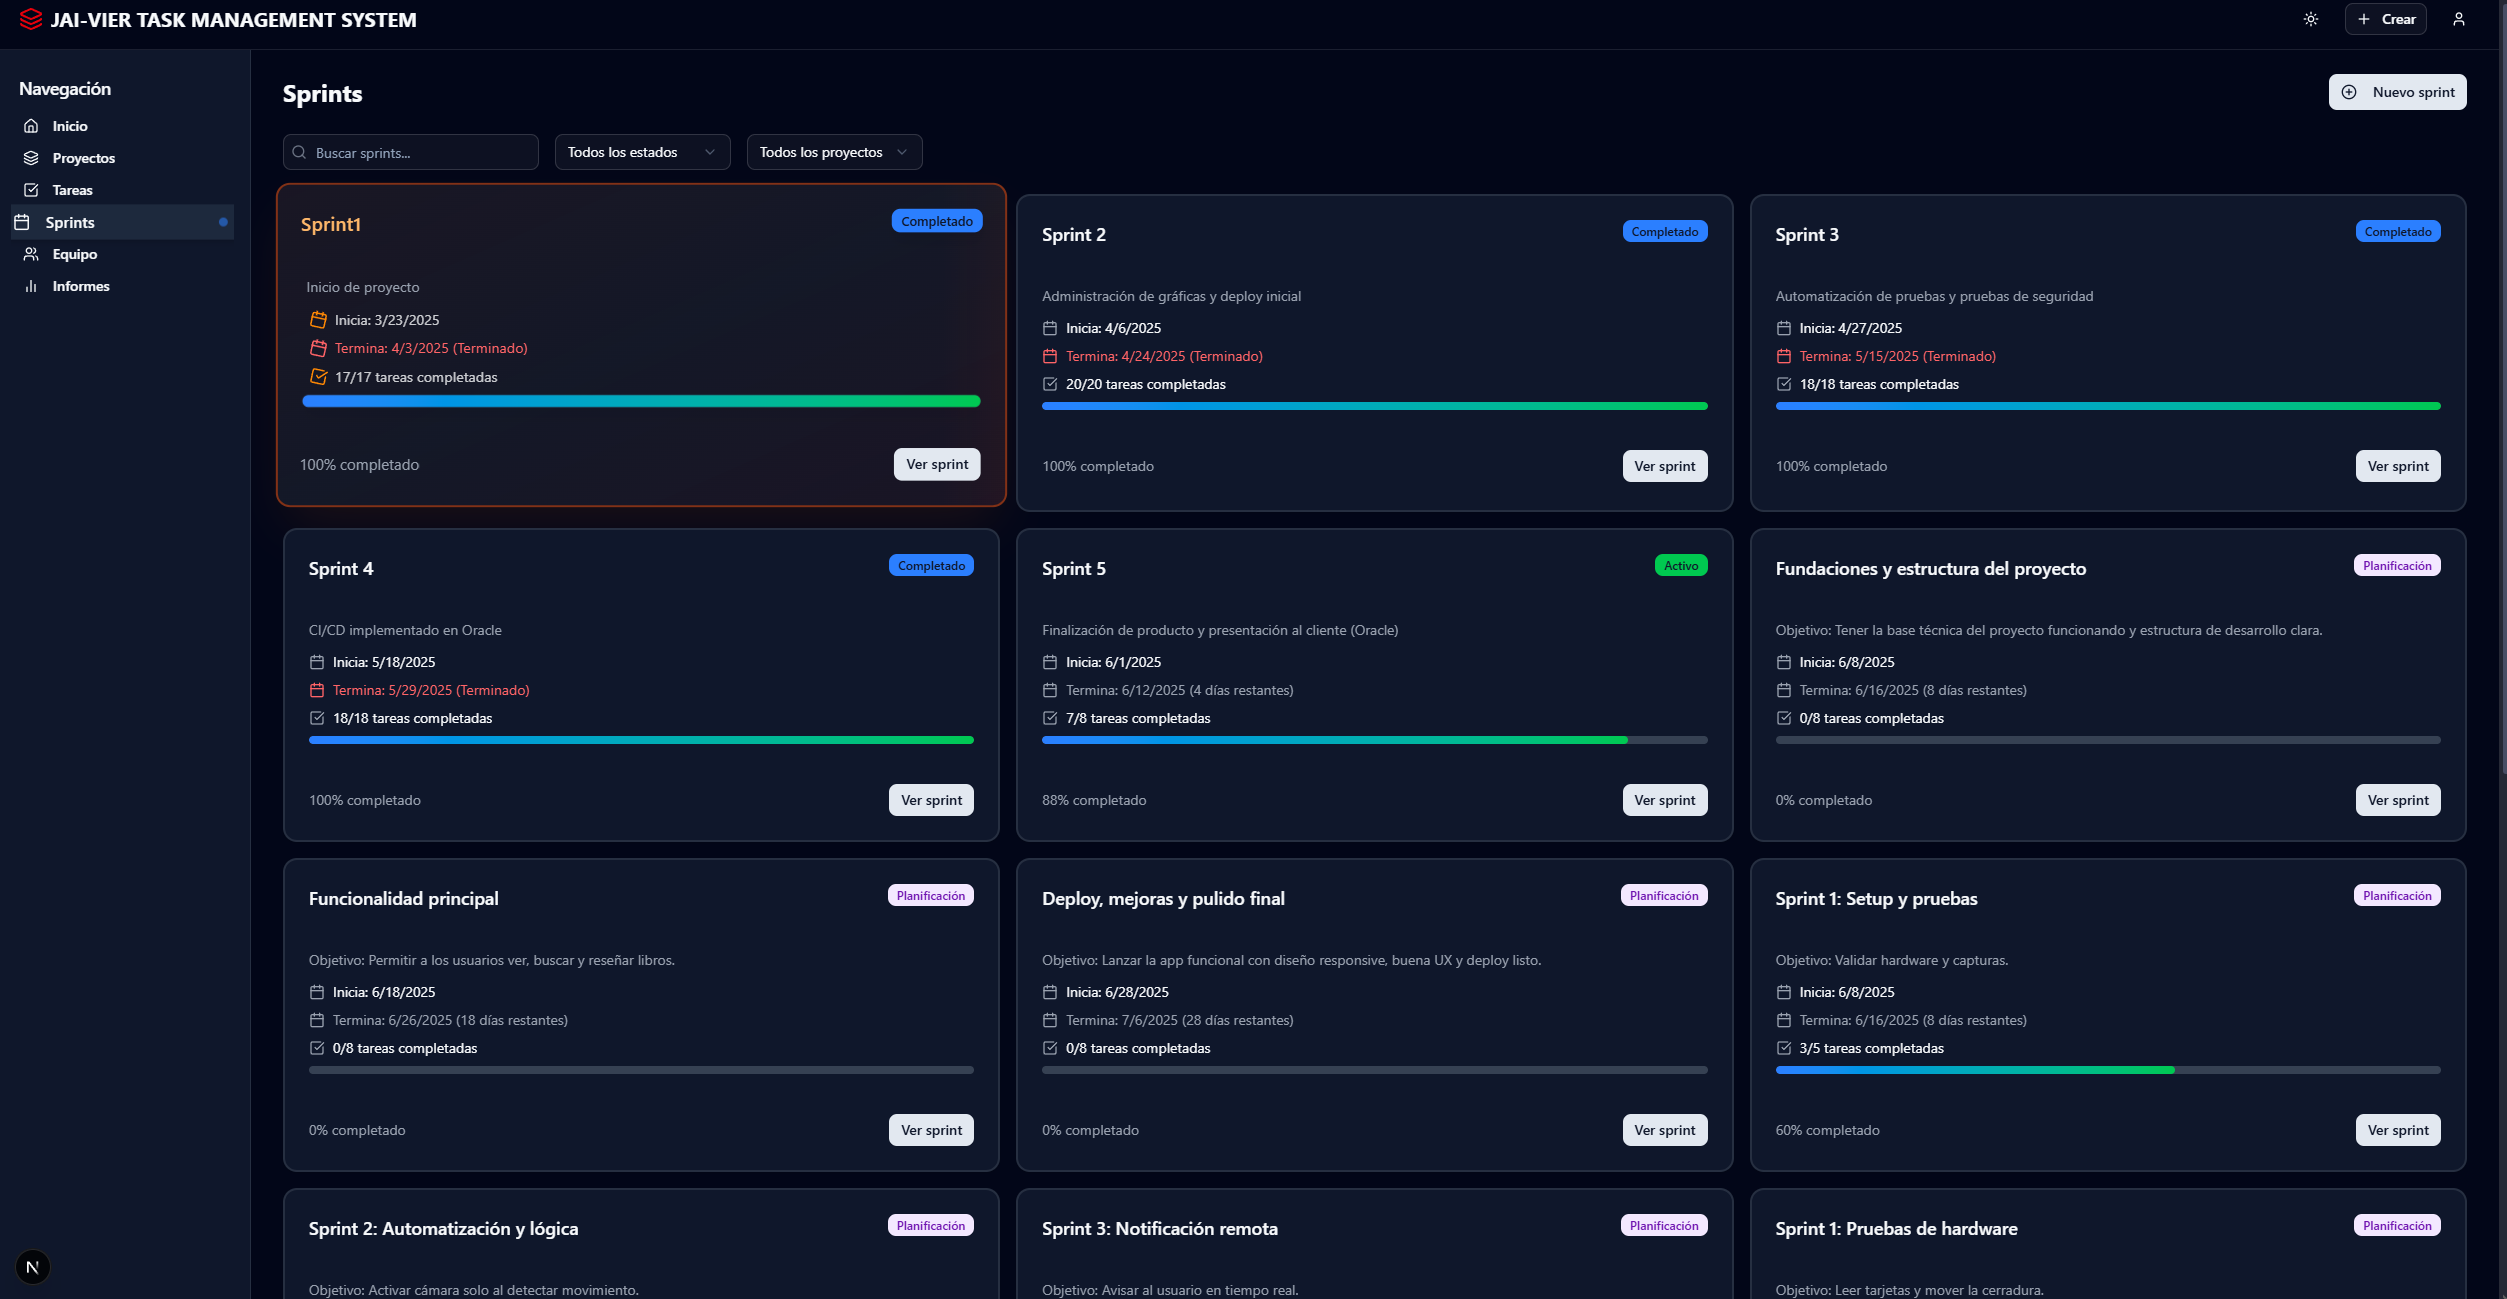 JAI-VIER TASK MANAGEMENT SYSTEM
Crear
Navegación
Inicio
Proyectos
Tareas
Sprints
Equipo
Informes
Sprints
Nuevo sprint
Buscar sprints...
Todos los estados
Todos los proyectos
Sprint1
Completado
Inicio de proyecto
Inicia: 3/23/2025
Termina: 4/3/2025 (Terminado)
17/17 tareas completadas
100% completado
Ver sprint
Sprint 2
Completado
Administración de gráficas y deploy inicial
Inicia: 4/6/2025
Termina: 4/24/2025 (Terminado)
20/20 tareas completadas
100% completado
Ver sprint
Sprint 3
Completado
Automatización de pruebas y pruebas de seguridad
Inicia: 4/27/2025
Termina: 5/15/2025 (Terminado)
18/18 tareas completadas
100% completado
Ver sprint
Sprint 4
Completado
CI/CD implementado en Oracle
Inicia: 5/18/2025
Termina: 5/29/2025 (Terminado)
18/18 tareas completadas
100% completado
Ver sprint
Sprint 5
Activo
Finalización de producto y presentación al cliente (Oracle)
Inicia: 6/1/2025
Termina: 6/12/2025 (4 días restantes)
7/8 tareas completadas
88% completado
Ver sprint
Fundaciones y estructura del proyecto
Planificación
Objetivo: Tener la base técnica del proyecto funcionando y estructura de desarrollo clara.
Inicia: 6/8/2025
Termina: 6/16/2025 (8 días restantes)
0/8 tareas completadas
0% completado
Ver sprint
Funcionalidad principal
Planificación
Objetivo: Permitir a los usuarios ver, buscar y reseñar libros.
Inicia: 6/18/2025
Termina: 6/26/2025 (18 días restantes)
0/8 tareas completadas
0% completado
Ver sprint
Deploy, mejoras y pulido final
Planificación
Objetivo: Lanzar la app funcional con diseño responsive, buena UX y deploy listo.
Inicia: 6/28/2025
Termina: 7/6/2025 (28 días restantes)
0/8 tareas completadas
0% completado
Ver sprint
Sprint 1: Setup y pruebas
Planificación
Objetivo: Validar hardware y capturas.
Inicia: 6/8/2025
Termina: 6/16/2025 (8 días restantes)
3/5 tareas completadas
60% completado
Ver sprint
Sprint 2: Automatización y lógica
Planificación
Objetivo: Activar cámara solo al detectar movimiento.
Sprint 3: Notificación remota
Planificación
Objetivo: Avisar al usuario en tiempo real.
Sprint 1: Pruebas de hardware
Planificación
Objetivo: Leer tarjetas y mover la cerradura.
N